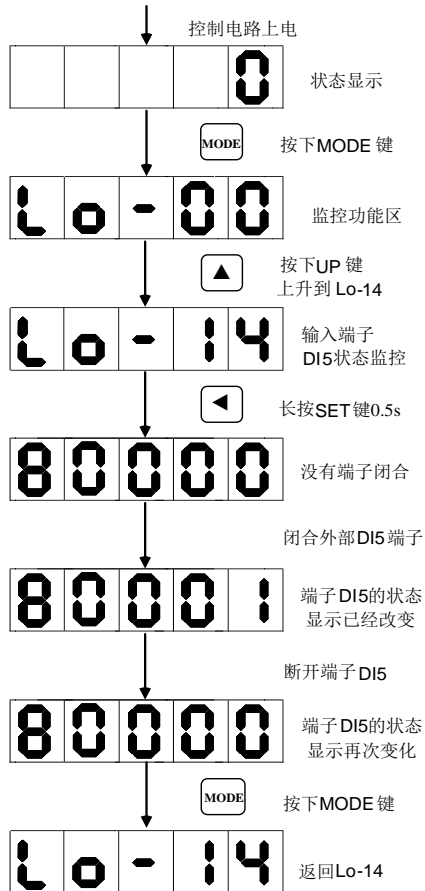 控制电路上电
0
状态显示
MODE
按下MODE 键
Lo-00
监控功能区
按下UP 键
上升到 Lo-14
Lo-14
输入端子
DI5状态监控
长按SET键0.5s
80000
没有端子闭合
闭合外部DI5端子
80001
端子DI5的状态
显示已经改变
断开端子DI5
80000
端子DI5的状态
显示再次变化
MODE
按下MODE 键
Lo-14
返回Lo-14